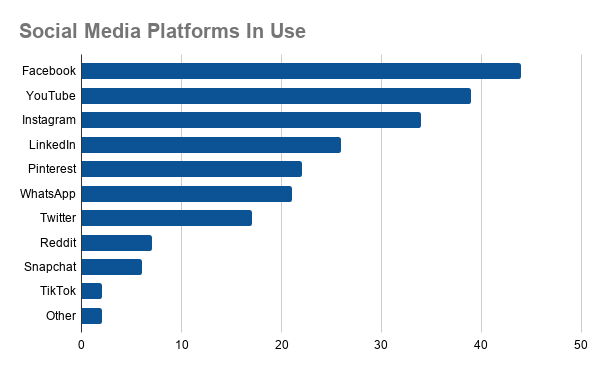 Social Media Platforms In Use
Facebook
YouTube
Instagram
LinkedIn
Pinterest
WhatsApp
Twitter
Reddit
Snapchat
TikTok
Other
0 10 20 30 40 50